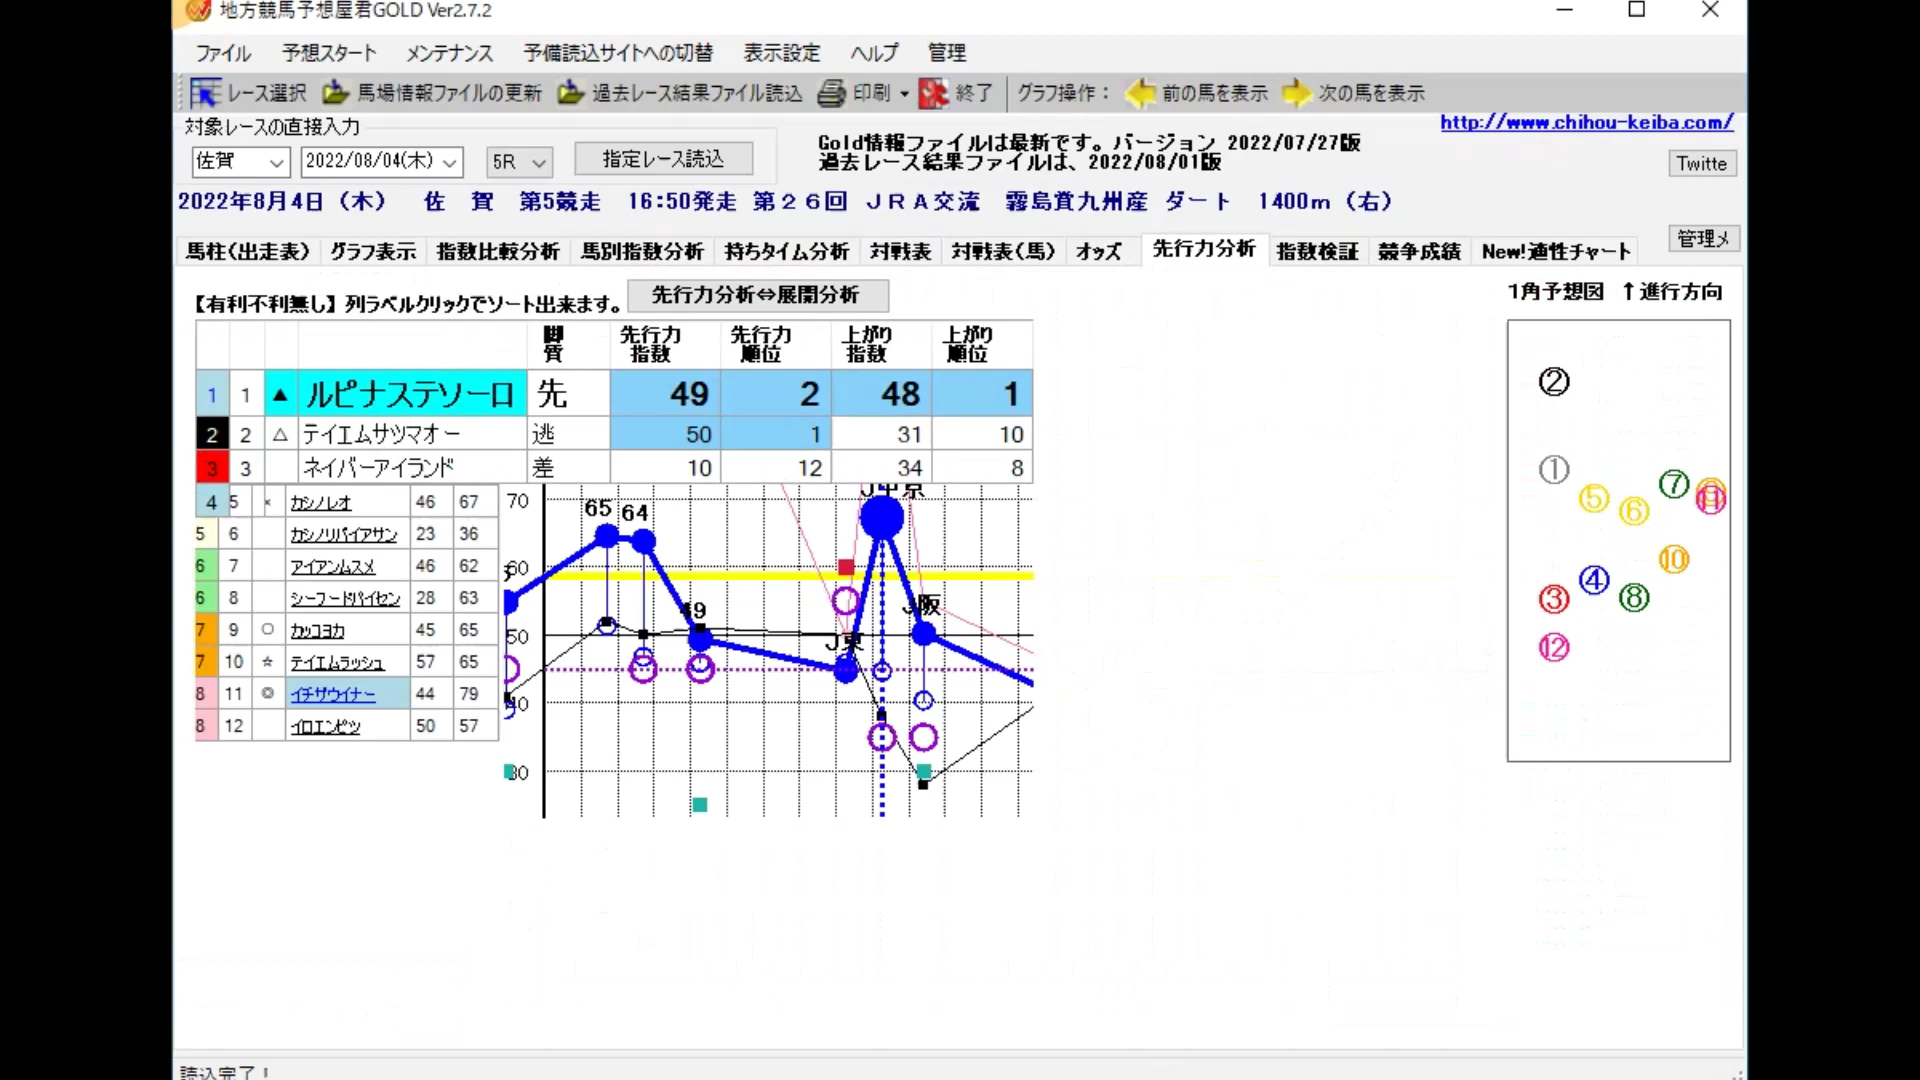 地方競馬予想屋君GOLD Ver2.7.2
ファイル 予想スタート メンテナンス 予備読込サイトへの切替 表示設定 ヘルプ 管理
レース選択 馬場情報ファイルの更新 過去レース結果ファイル読込 印刷 終了 グラフ操作： 前の馬を表示 次の馬を表示
対象レースの直接入力
http://www.chihou-keiba.com/
佐賀 2022/08/04(木) 5R 指定レース読込
Gold情報ファイルは最新です。バージョン 2022/07/27版
過去レース結果ファイルは、2022/08/01版
Twitte
2022年8月4日（木） 佐 賀 第5競走 16:50発走 第２６回 ＪＲＡ交流 霧島賞九州産 ダート 1400m（右）
管理メ
馬柱(出走表) グラフ表示 指数比較分析 馬別指数分析 持ちタイム分析 対戦表 対戦表(馬) オッズ 先行力分析 指数検証 競争成績 New!適性チャート
【有利不利無し】列ラベルクリックでソート出来ます。 先行力分析⇔展開分析
1角予想図 ↑進行方向
脚質 先行力指数 先行力順位 上がり指数 上がり順位
1 1 ▲ ルピナステソーロ 先 49 2 48 1
2 2 △ テイエムサツマオー 逃 50 1 31 10
3 3 ネイバーアイランド 差 10 12 34 8
4 5 × カシノレオ 46 67
5 6 カシノリバイアサン 23 36
6 7 アイアンムスメ 46 62
6 8 シーフードパイセン 28 63
7 9 ○ カッコヨカ 45 65
7 10 ☆ テイエムラッシュ 57 65
8 11 ◎ イチザウイナー 44 79
8 12 イロエンピツ 50 57
70
60
50
40
30
65 64
49
J中京
J東
J阪
②
①
⑦
⑤ ⑥ ⑪
⑩
④
③ ⑧
⑫
読込完了！